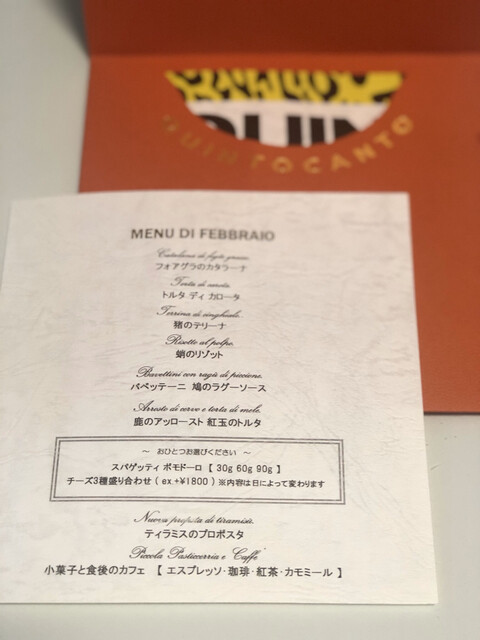 QUINTOCANTO
MENU DI FEBBRAIO
Catalana di fegto grasso
フォアグラのカタラーナ
Torta di carota
トルタ ディ カロータ
Terrina di cinghiale
猪のテリーナ
Risotto al polpo
蛸のリゾット
Bavettini con ragù di piccione
バベッテーニ 鳩のラグーソース
Arrosto di cervo e torta di mele
鹿のアッロースト 紅玉のトルタ
～ おひとつお選びください ～
スパゲッティ ポモドーロ 【 30g 60g 90g 】
チーズ3種盛り合わせ ( ex.+¥1800 ) ※内容は日によって変わります
Nuova proposta di tiramisù
ティラミスのプロポスタ
Piccola Pasticcerria e Caffè
小菓子と食後のカフェ 【 エスプレッソ・珈琲・紅茶・カモミール 】